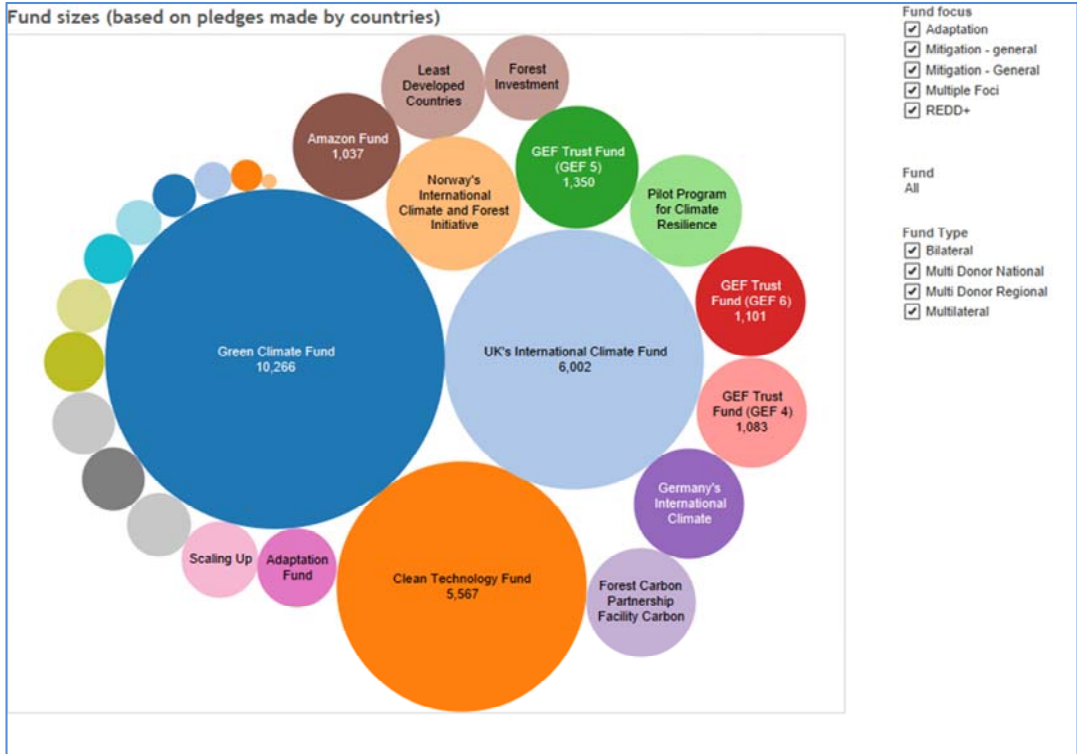 Fund sizes (based on pledges made by countries)
Least
Developed
Countries
Forest
Investment
Amazon Fund
1,037
GEF Trust Fund
(GEF 5)
1,350
Norway's
International
Climate and Forest
Initiative
Pilot Program
for Climate
Resilience
GEF Trust
Fund (GEF 6)
1,101
Green Climate Fund
10,266
UK's International Climate Fund
6,002
GEF Trust
Fund (GEF 4)
1,083
Germany's
International
Climate
Scaling Up
Adaptation
Fund
Clean Technology Fund
5,567
Forest Carbon
Partnership
Facility Carbon
Fund focus
Adaptation
Mitigation - general
Mitigation - General
Multiple Foci
REDD+
Fund
All
Fund Type
Bilateral
Multi Donor National
Multi Donor Regional
Multilateral